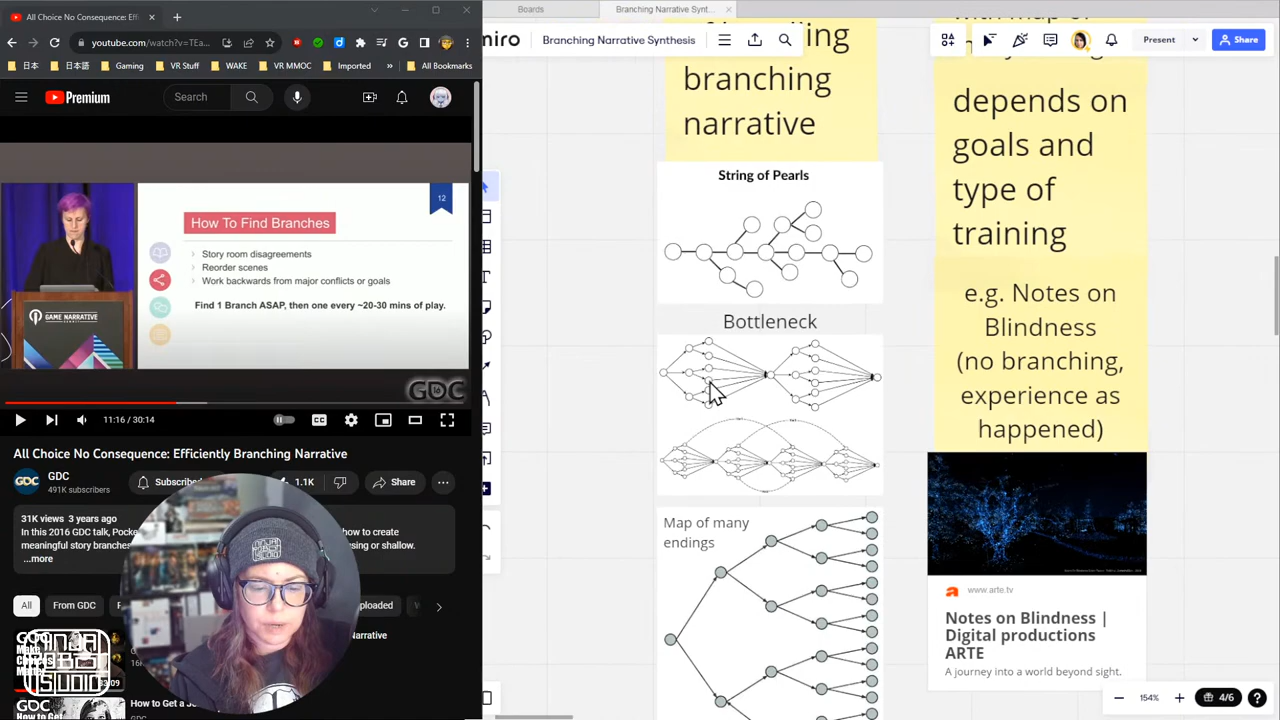 All Choice No Consequence: Effici
youtube.com/watch?v=TEa...
日本
日本
Gaming
VR Stuff
VR MMOC
Imported
»
All Bookmarks
Premium
Search
12
How To Find Branches
Story room disagreements
Reorder scenes
Work backwards from major conflicts or goals
Find 1 Branch ASAP, then one every ~20-30 mins of play.
GAME NARRATIVE
GDC
11:16 / 30:14
All Choice No Consequence: Efficiently Branching Narrative
GDC
491K subscribers
Subscribed
1.1K
Share
31K views 3 years ago
In this 2016 GDC talk, Pocke
how to create
meaningful story branches
sing or shallow.
...more
All
From GDC
uploaded
Narrative
How to Get a
Boards
Branching Narrative Synt...
miro
Branching Narrative Synthesis
Present
Share
branching
narrative
String of Pearls
Bottleneck
Map of many
endings
depends on
goals and
type of
training
e.g. Notes on
Blindness
(no branching,
experience as
happened)
www.arte.tv
Notes on Blindness |
Digital productions
ARTE
A journey into a world beyond sight.
154%
4/6